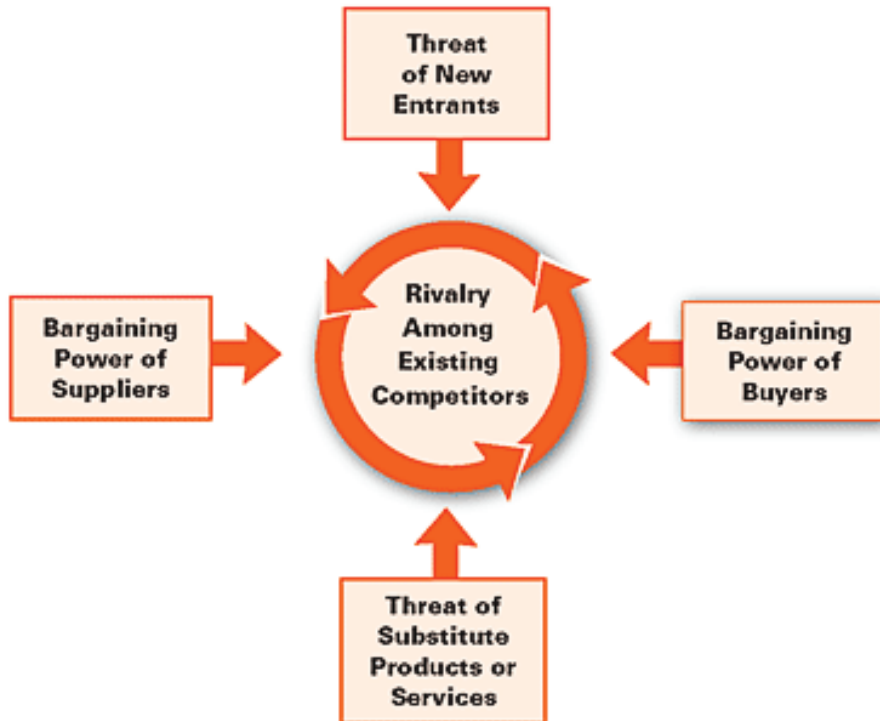 Threat
of New
Entrants
Bargaining
Power of
Suppliers
Rivalry
Among
Existing
Competitors
Bargaining
Power of
Buyers
Threat of
Substitute
Products or
Services